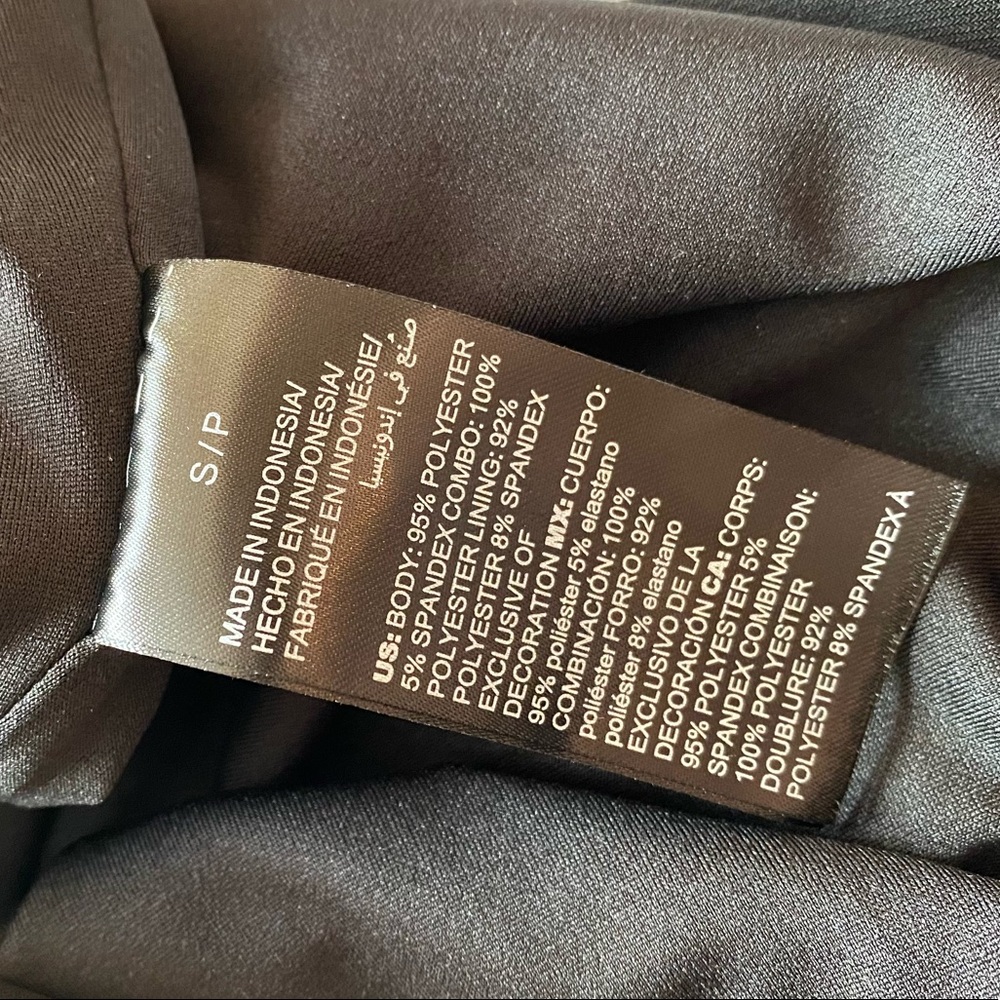 S / P
MADE IN INDONESIA/
HECHO EN INDONESIA/
FABRIQUÉ EN INDONÉSIE/
صُنع في إندونيسيا
US: BODY: 95% POLYESTER
5% SPANDEX COMBO: 100%
POLYESTER LINING: 92%
POLYESTER 8% SPANDEX
EXCLUSIVE OF
DECORATION MX: CUERPO:
95% poliéster 5% elastano
COMBINACIÓN: 100%
poliéster FORRO: 92%
poliéster 8% elastano
EXCLUSIVO DE LA
DECORACIÓN CA: CORPS:
95% POLYESTER 5%
SPANDEX COMBINAISON:
100% POLYESTER
DOUBLURE: 92%
POLYESTER 8% SPANDEX A